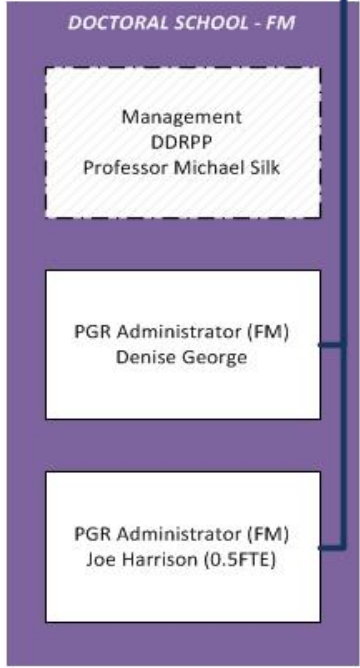 DOCTORAL SCHOOL - FM
Management
DDRPP
Professor Michael Silk
PGR Administrator (FM)
Denise George
PGR Administrator (FM)
Joe Harrison (0.5FTE)